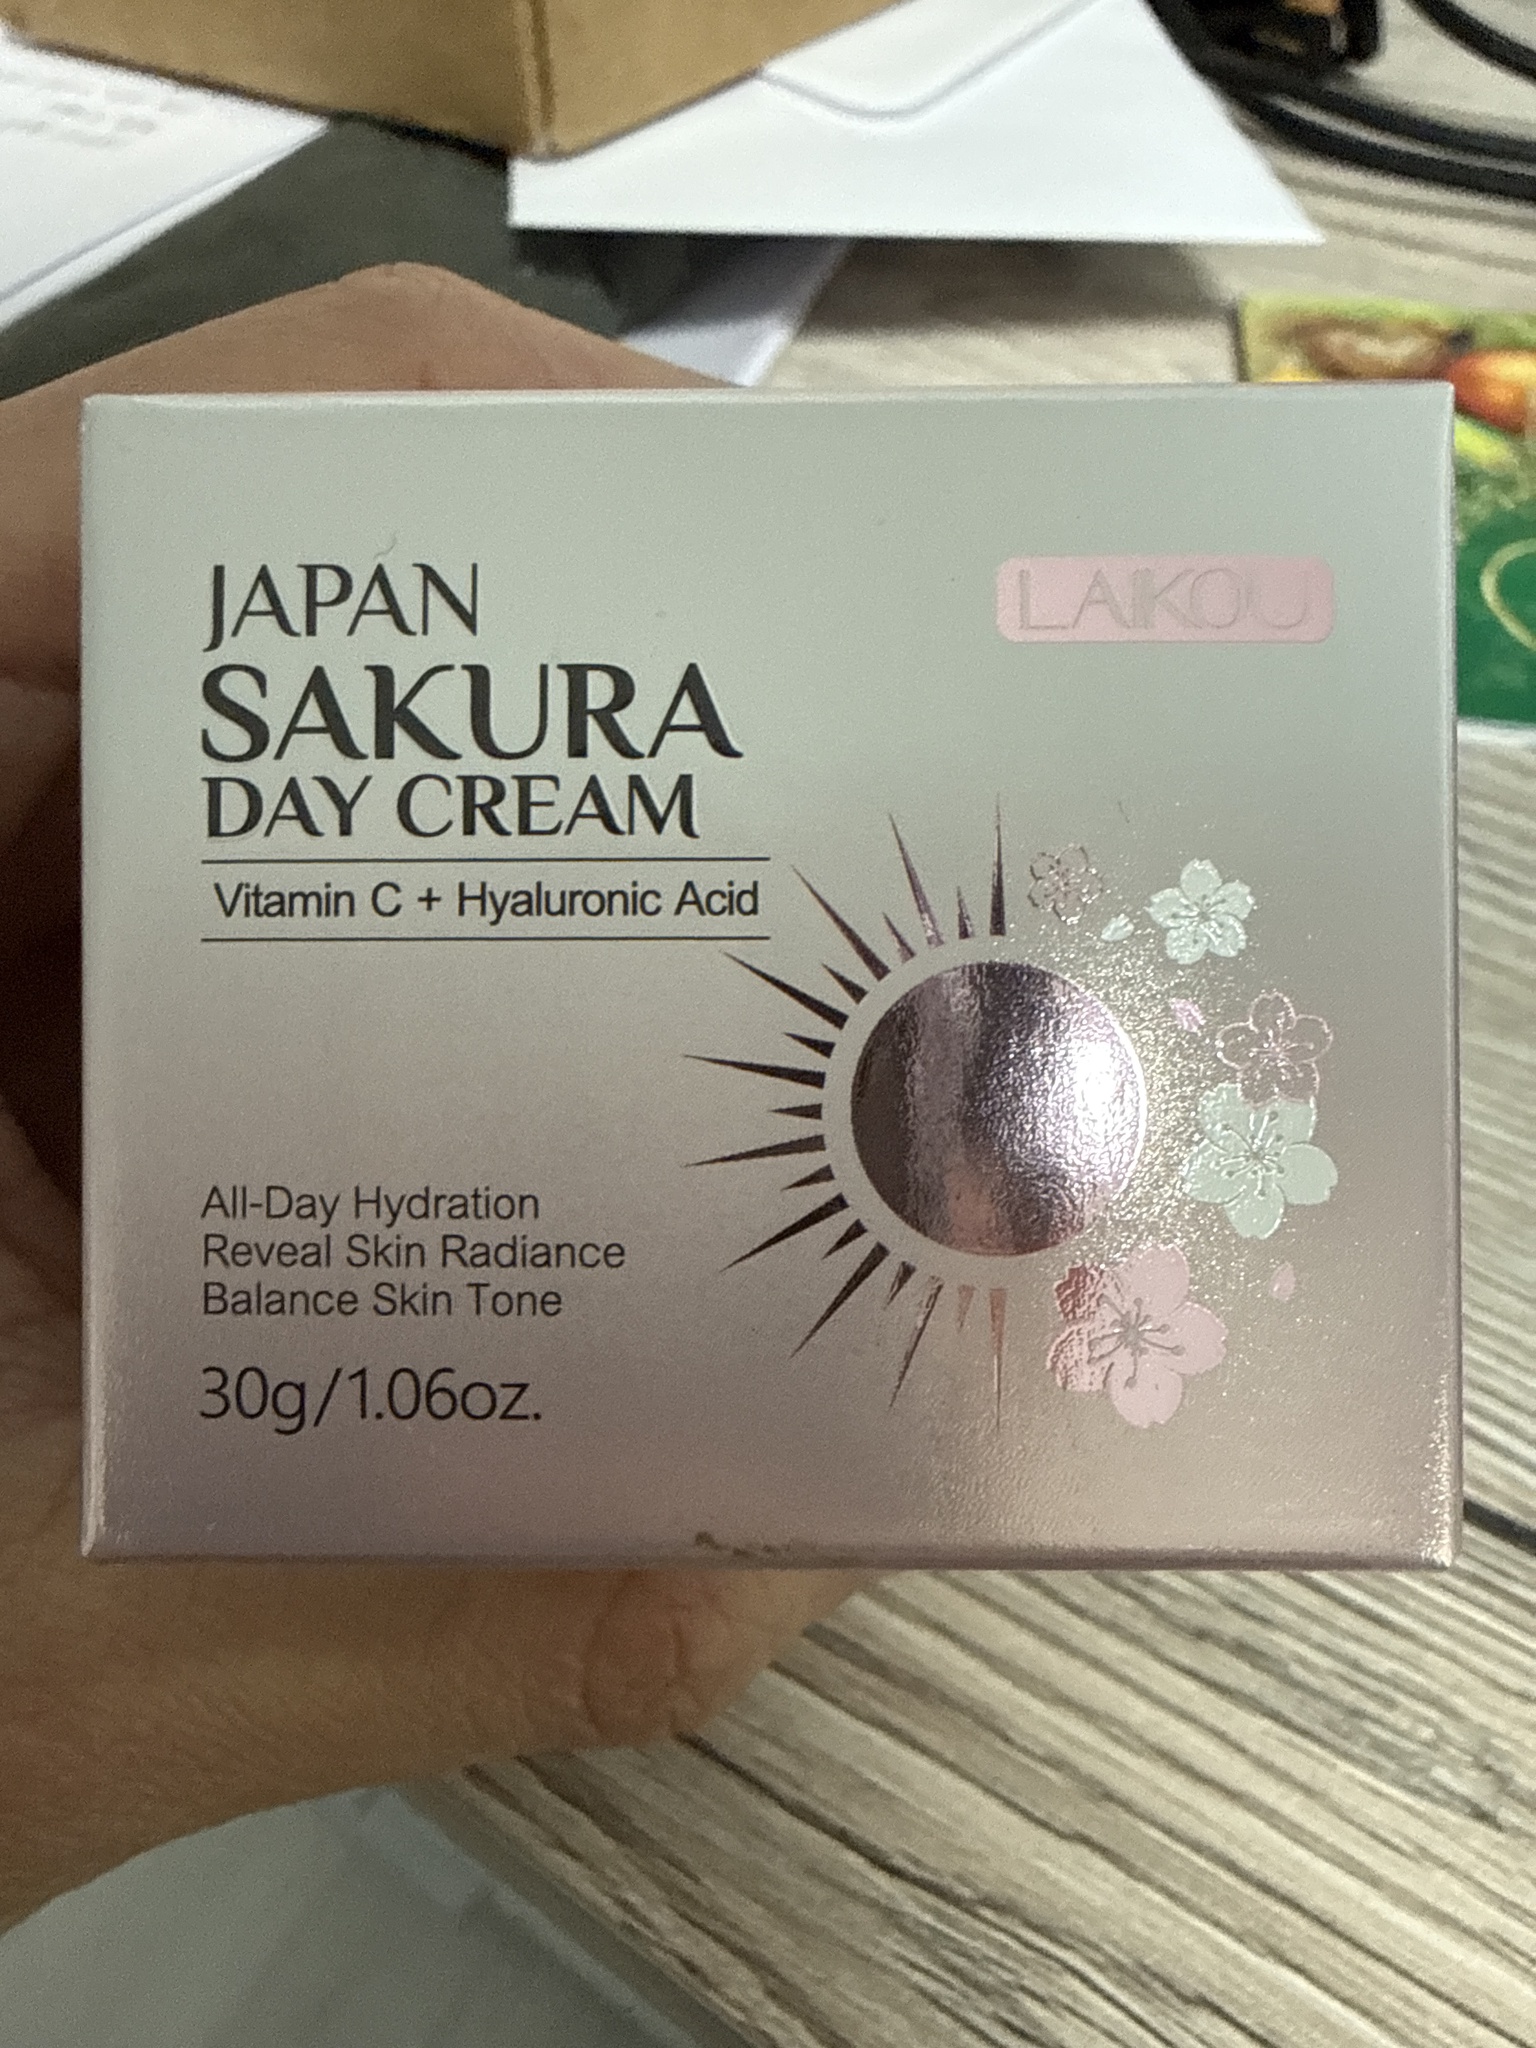 JAPAN
LAIKOU
SAKURA
DAY CREAM
Vitamin C + Hyaluronic Acid
All-Day Hydration
Reveal Skin Radiance
Balance Skin Tone
30g/1.06oz.